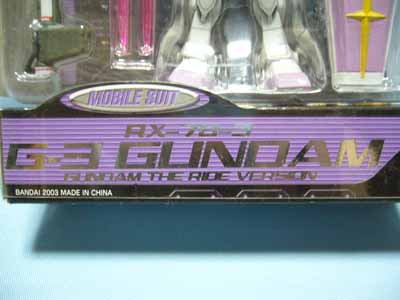 MOBILE SUIT
RX-78-3
G-3 GUNDAM
GUNDAM THE RIDE VERSION
BANDAI 2003 MADE IN CHINA